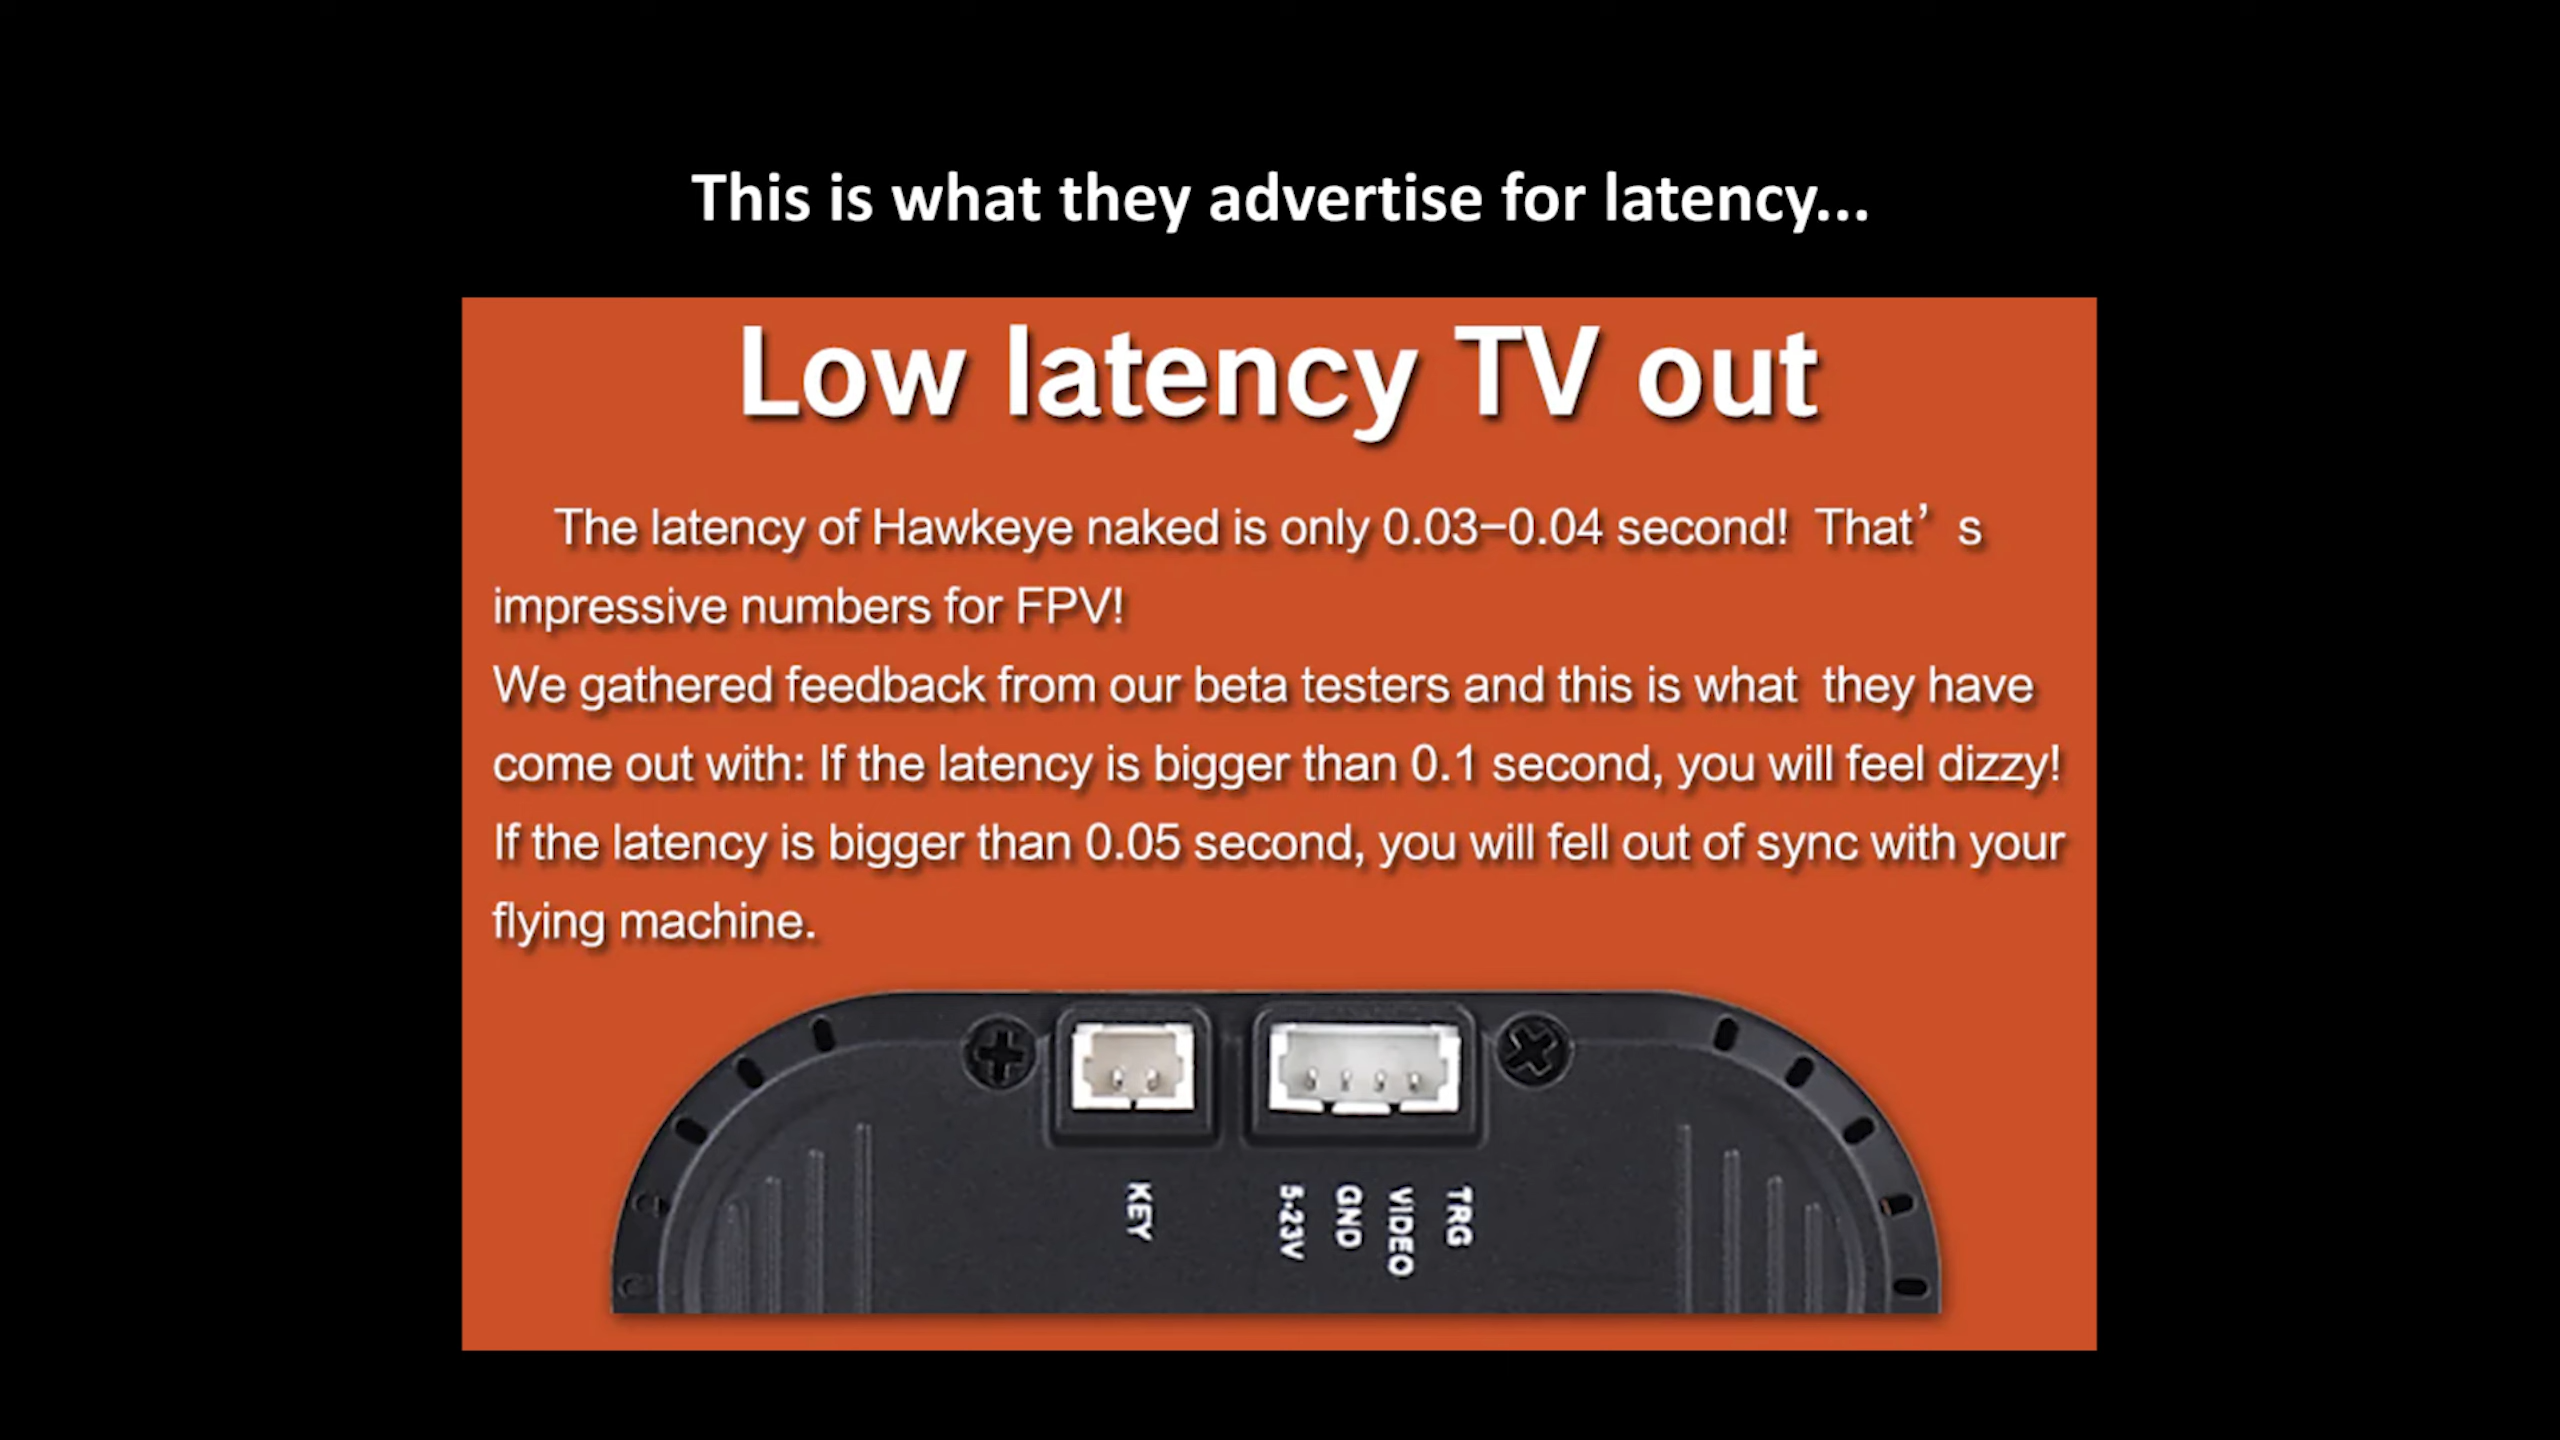 This is what they advertise for latency...
Low latency TV out
The latency of Hawkeye naked is only 0.03-0.04 second! That’ s
impressive numbers for FPV!
We gathered feedback from our beta testers and this is what they have
come out with: If the latency is bigger than 0.1 second, you will feel dizzy!
If the latency is bigger than 0.05 second, you will fell out of sync with your
flying machine.
KEY
5-23V
GND
VIDEO
TRG